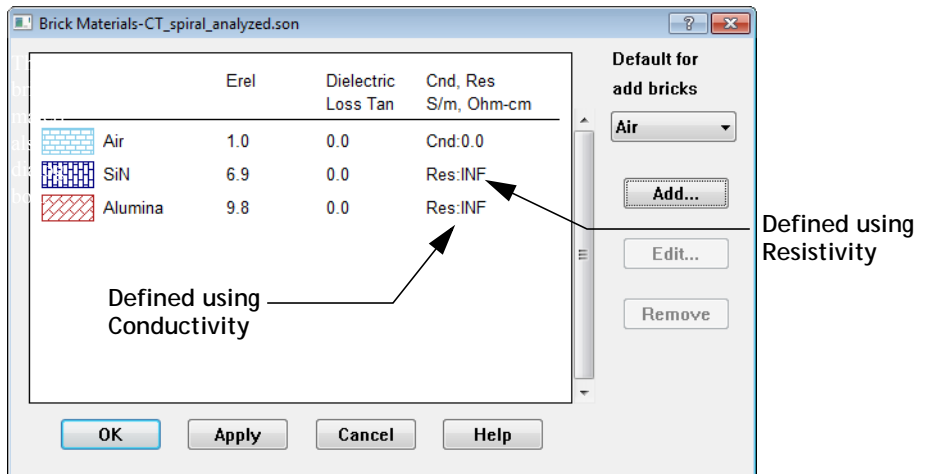 Brick Materials-CT_spiral_analyzed.son
Erel Dielectric Loss Tan Cnd, Res S/m, Ohm-cm
Air 1.0 0.0 Cnd:0.0
SiN 6.9 0.0 Res:INF
Alumina 9.8 0.0 Res:INF
Defined using
Conductivity
Default for
add bricks
Air
Add...
Edit...
Remove
Defined using
Resistivity
OK Apply Cancel Help